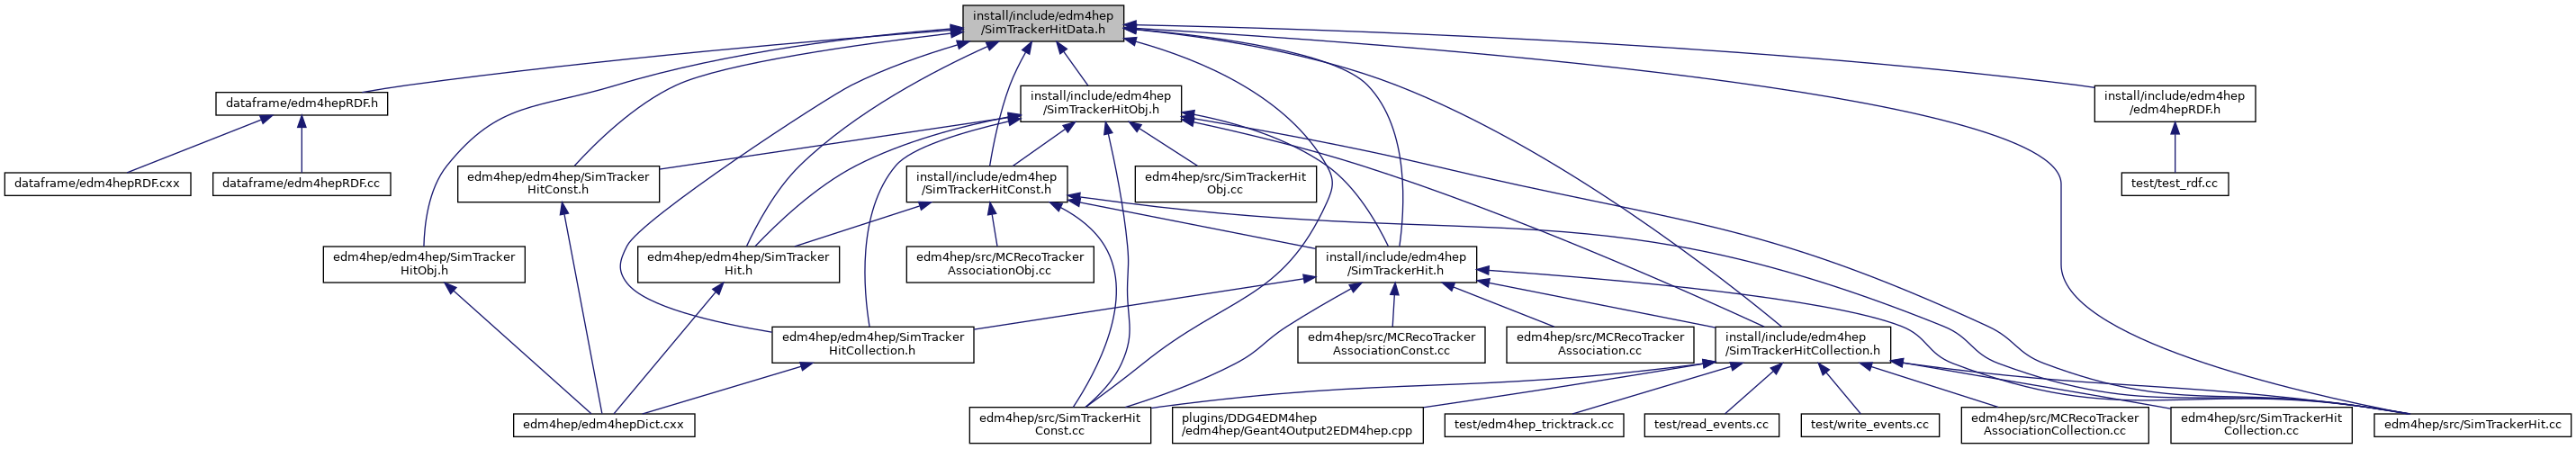 install/include/edm4hep
/SimTrackerHitData.h
dataframe/edm4hepRDF.h
install/include/edm4hep
/SimTrackerHitObj.h
install/include/edm4hep
/edm4hepRDF.h
dataframe/edm4hepRDF.cxx
dataframe/edm4hepRDF.cc
edm4hep/edm4hep/SimTracker
HitConst.h
install/include/edm4hep
/SimTrackerHitConst.h
edm4hep/src/SimTrackerHit
Obj.cc
test/test_rdf.cc
edm4hep/edm4hep/SimTracker
HitObj.h
edm4hep/edm4hep/SimTracker
Hit.h
edm4hep/src/MCRecoTracker
AssociationObj.cc
install/include/edm4hep
/SimTrackerHit.h
edm4hep/edm4hep/SimTracker
HitCollection.h
edm4hep/src/MCRecoTracker
AssociationConst.cc
edm4hep/src/MCRecoTracker
Association.cc
install/include/edm4hep
/SimTrackerHitCollection.h
edm4hep/edm4hepDict.cxx
edm4hep/src/SimTrackerHit
Const.cc
plugins/DDG4EDM4hep
/edm4hep/Geant4Output2EDM4hep.cpp
test/edm4hep_tricktrack.cc
test/read_events.cc
test/write_events.cc
edm4hep/src/MCRecoTracker
AssociationCollection.cc
edm4hep/src/SimTrackerHit
Collection.cc
edm4hep/src/SimTrackerHit.cc